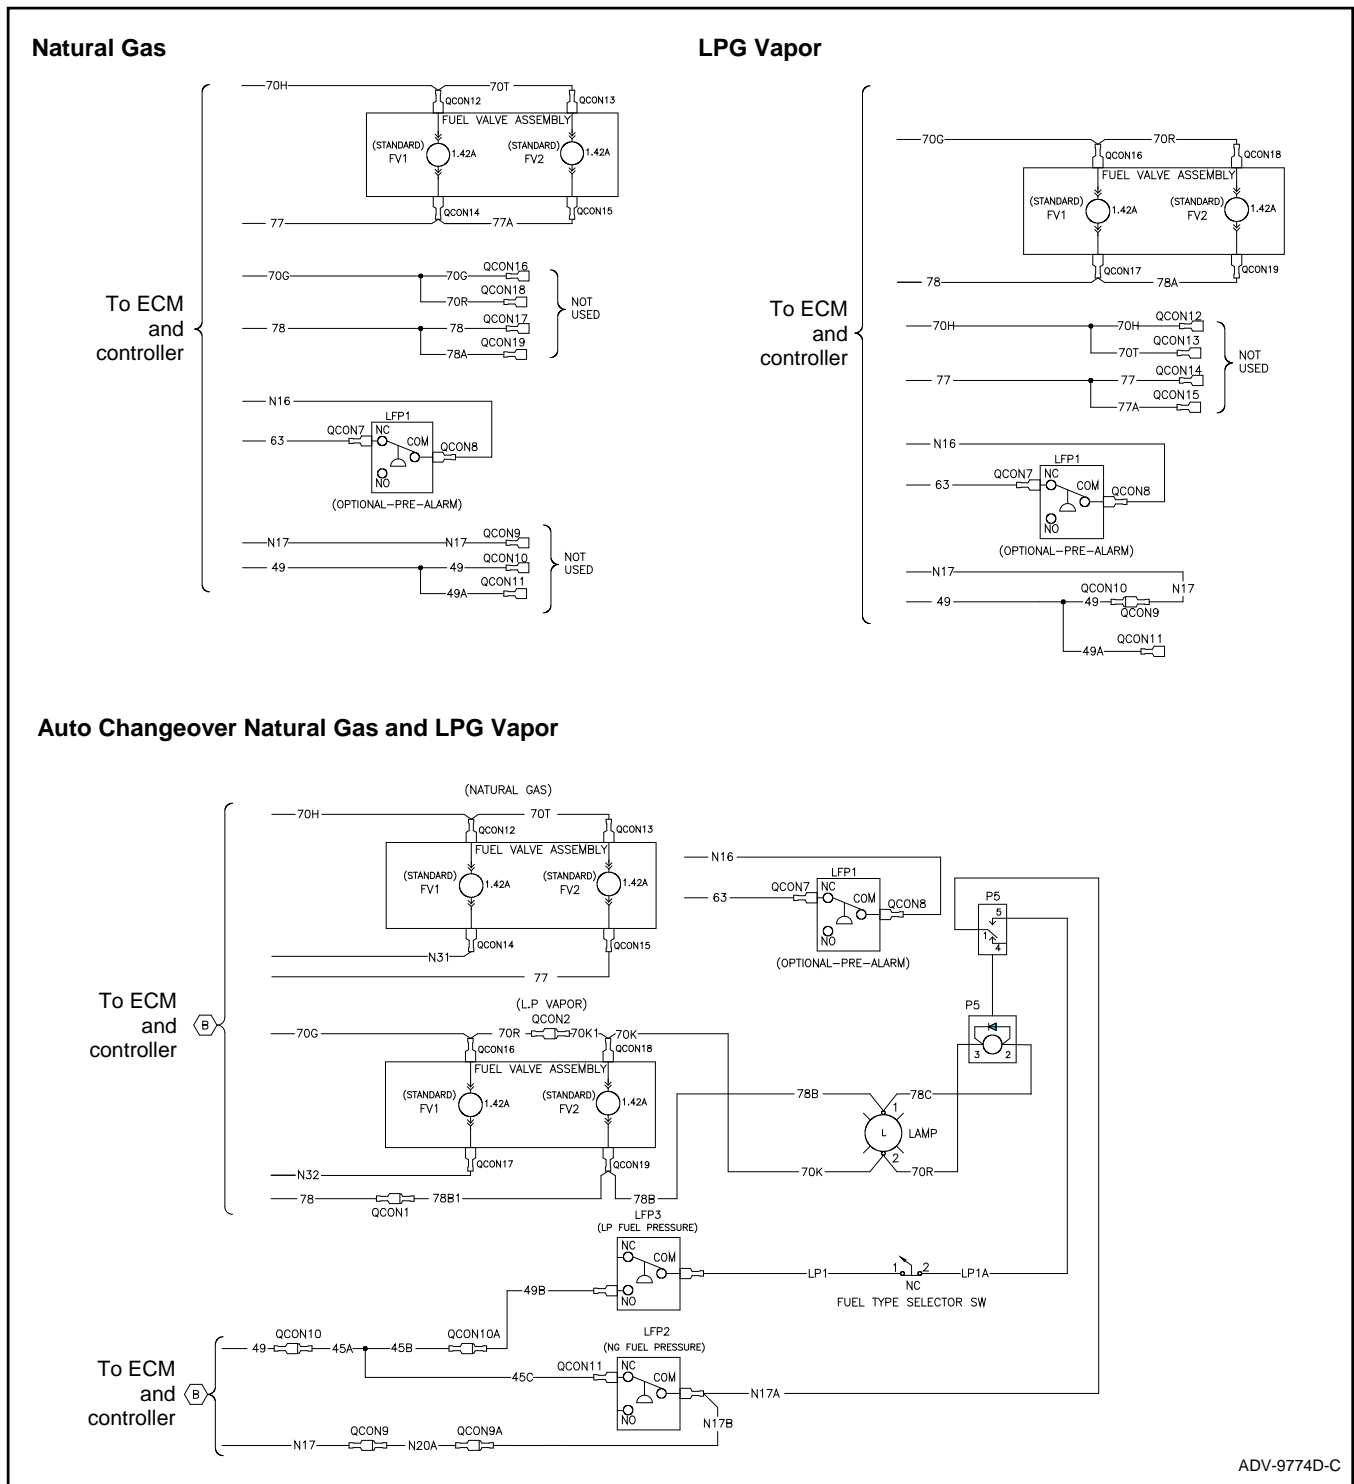 Natural Gas
70H 70T
QCON12 QCON13
FUEL VALVE ASSEMBLY
(STANDARD) FV1 1.42A
(STANDARD) FV2 1.42A
QCON14 QCON15
77 77A
70G 70G QCON16
70R QCON18
78 78 QCON17
78A QCON19
NOT USED
To ECM and controller
N16
LFP1
63 QCON7 NC COM QCON8
NO
(OPTIONAL-PRE-ALARM)
N17 N17 QCON9
49 49 QCON10
49A QCON11
NOT USED
LPG Vapor
70G 70R
QCON16 QCON18
FUEL VALVE ASSEMBLY
(STANDARD) FV1 1.42A
(STANDARD) FV2 1.42A
QCON17 QCON19
78 78A
To ECM and controller
70H 70H QCON12
70T QCON13
77 77 QCON14
77A QCON15
NOT USED
N16
LFP1
63 QCON7 NC COM QCON8
NO
(OPTIONAL-PRE-ALARM)
N17
49 49 QCON10 QCON9 N17
49A QCON11
Auto Changeover Natural Gas and LPG Vapor
(NATURAL GAS)
70H 70T
QCON12 QCON13
FUEL VALVE ASSEMBLY
(STANDARD) FV1 1.42A
(STANDARD) FV2 1.42A
QCON14 QCON15
N31
77
N16
LFP1
63 QCON7 NC COM QCON8
NO
(OPTIONAL-PRE-ALARM)
P5
5
1
4
To ECM and controller
B
(L.P VAPOR)
70G 70R QCON2 70K1 70K
QCON16 QCON18
FUEL VALVE ASSEMBLY
(STANDARD) FV1 1.42A
(STANDARD) FV2 1.42A
QCON17 QCON19
N32
78 QCON1 78B1 78B
P5
3 2
78B 1 78C
L LAMP
70K 2 70R
LFP3
(LP FUEL PRESSURE)
NC COM
NO
49B
LP1 1 2 LP1A
NC
FUEL TYPE SELECTOR SW
To ECM and controller
B
49 QCON10 45A 45B QCON10A
LFP2
(NG FUEL PRESSURE)
45C QCON11 NC COM
NO
N17A
N17B
N17 QCON9 N20A QCON9A
ADV-9774D-C